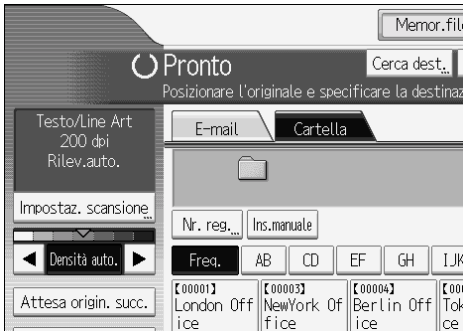 Memor.file
Pronto
Cerca dest.
Posizionare l'originale e specificare la destinaz
Testo/Line Art
200 dpi
Rilev.auto.
E-mail
Cartella
Impostaz. scansione
Nr. reg.
Ins.manuale
Densità auto.
Freq.
AB
CD
EF
GH
IJK
Attesa origin. succ.
【00001】
London Off
ice
【00003】
NewYork Of
fice
【00004】
Berlin Off
ice
【000
Tok
ce